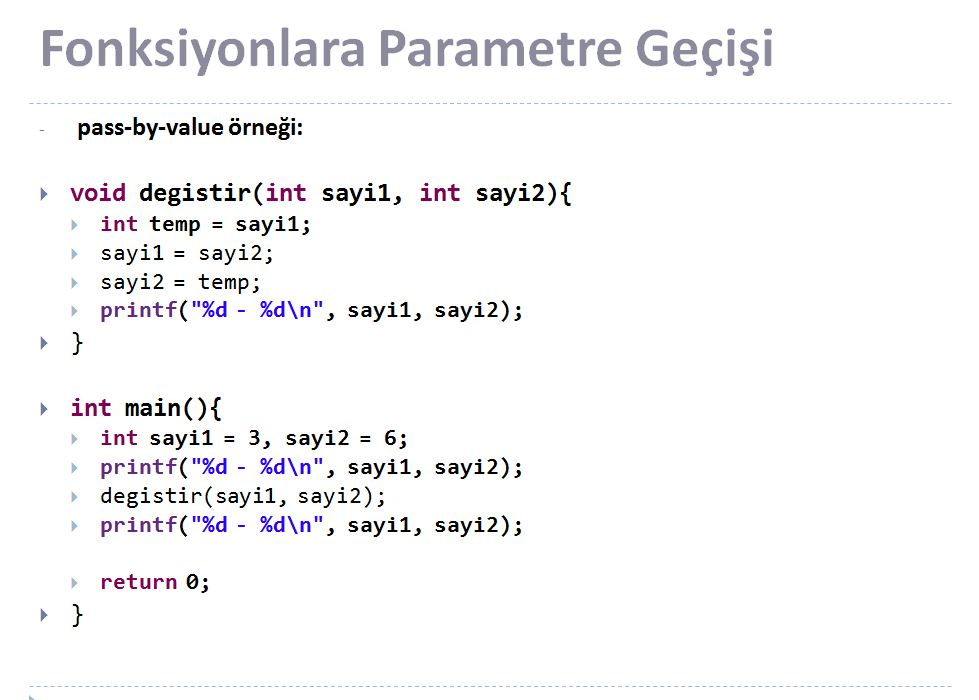 Fonksiyonlara Parametre Geçişi
- pass-by-value örneği:
void degistir(int sayi1, int sayi2){
int temp = sayi1;
sayi1 = sayi2;
sayi2 = temp;
printf("%d - %d\n", sayi1, sayi2);
}
int main(){
int sayi1 = 3, sayi2 = 6;
printf("%d - %d\n", sayi1, sayi2);
degistir(sayi1, sayi2);
printf("%d - %d\n", sayi1, sayi2);
return 0;
}